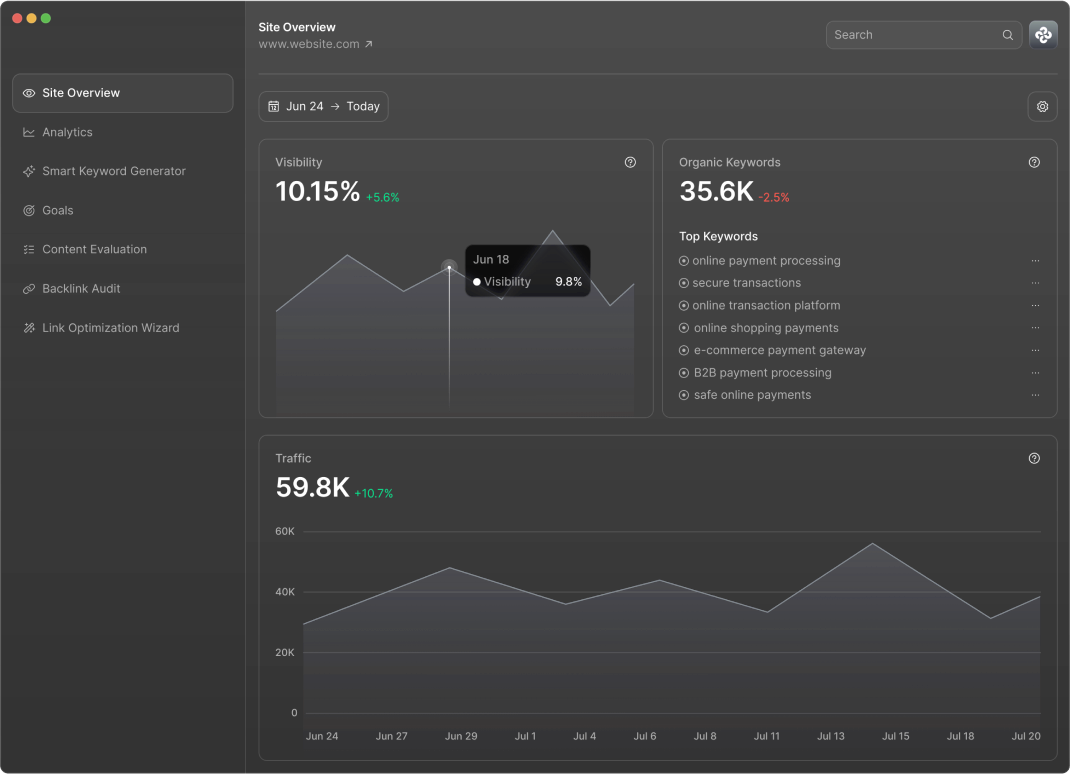 Site Overview
www.website.com
Search
Site Overview
Analytics
Smart Keyword Generator
Goals
Content Evaluation
Backlink Audit
Link Optimization Wizard
12
Jun 24 → Today
Visibility
10.15% +5.6%
Jun 18
Visibility 9.8%
Organic Keywords
35.6K -2.5%
Top Keywords
online payment processing ...
secure transactions ...
online transaction platform ...
online shopping payments ...
e-commerce payment gateway ...
B2B payment processing ...
safe online payments ...
Traffic
59.8K +10.7%
60K
40K
20K
0
Jun 24 Jun 27 Jun 29 Jul 1 Jul 4 Jul 6 Jul 8 Jul 11 Jul 13 Jul 15 Jul 18 Jul 20